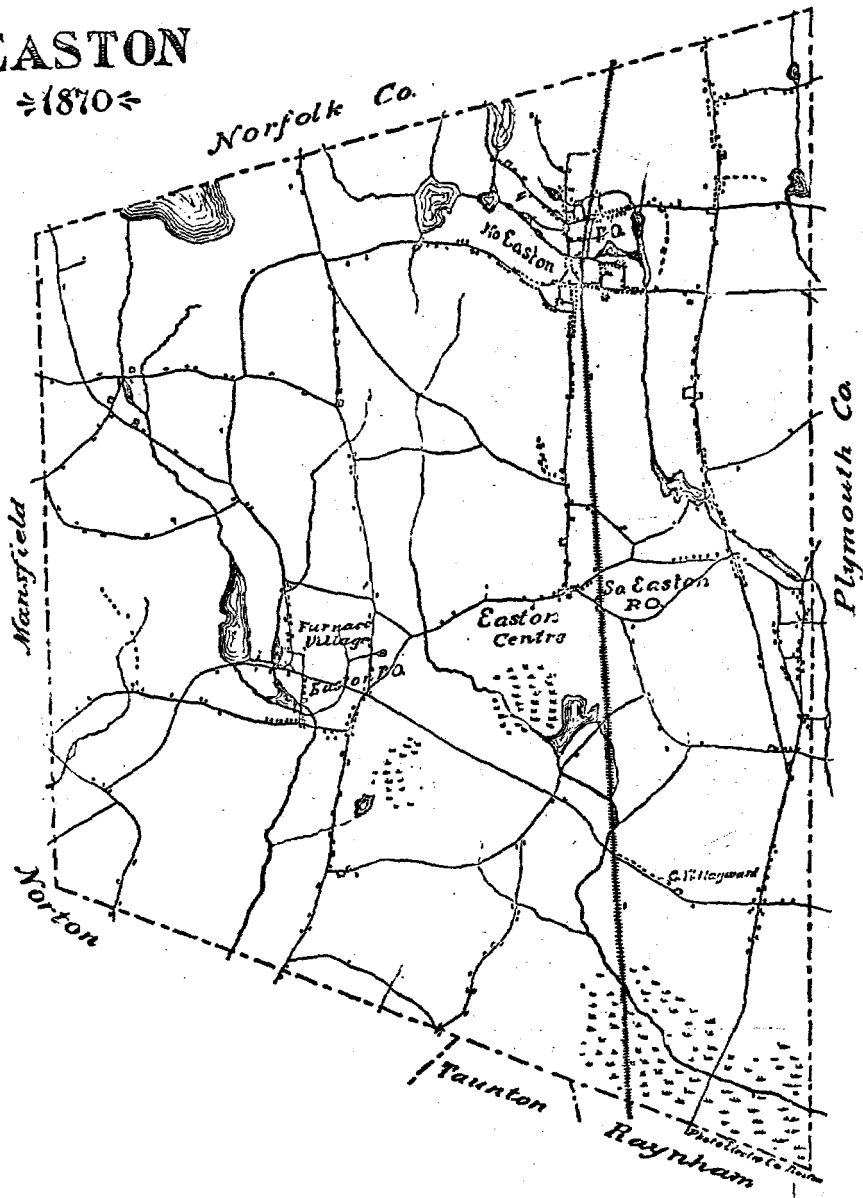 EASTON
1870
Norfolk Co.
No Easton
P.O.
Plymouth Co.
Mansfield
So Easton
P.O.
Easton
Centre
Furnace
Village
Easton P.O.
Norton
Taunton
Raynham